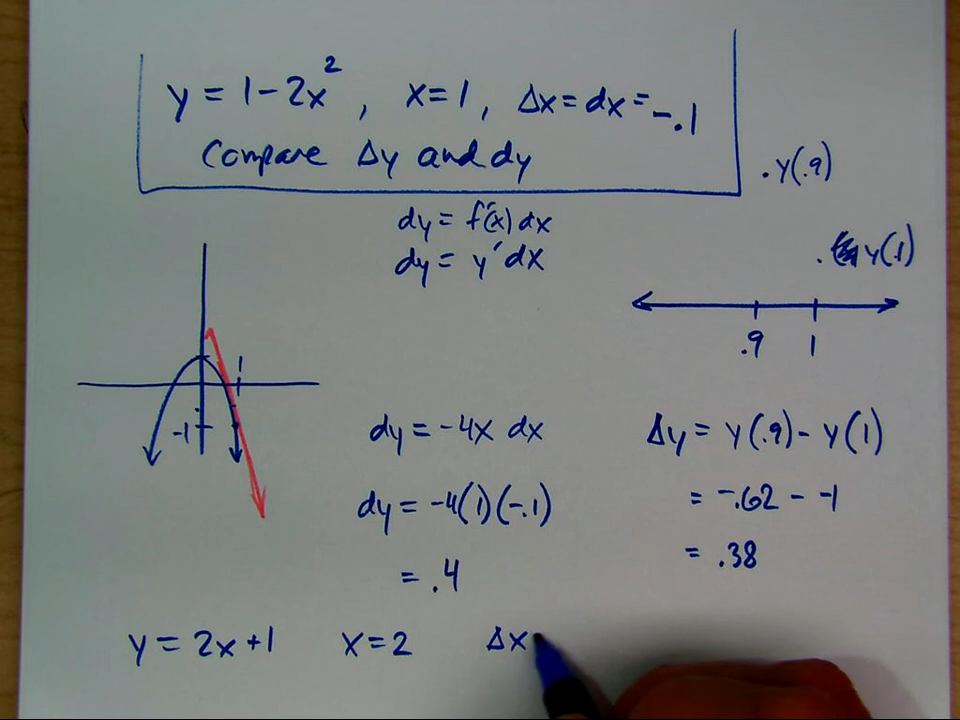 y = 1 - 2x², x = 1, Δx = dx = -.1
Compare Δy and dy
.y(.9)
dy = f'(x) dx
dy = y' dx
. y(1)
.9 1
1
-1
dy = -4x dx
Δy = y(.9) - y(1)
dy = -4(1)(-.1)
= -.62 - -1
= .4
= .38
y = 2x + 1 x = 2 Δx